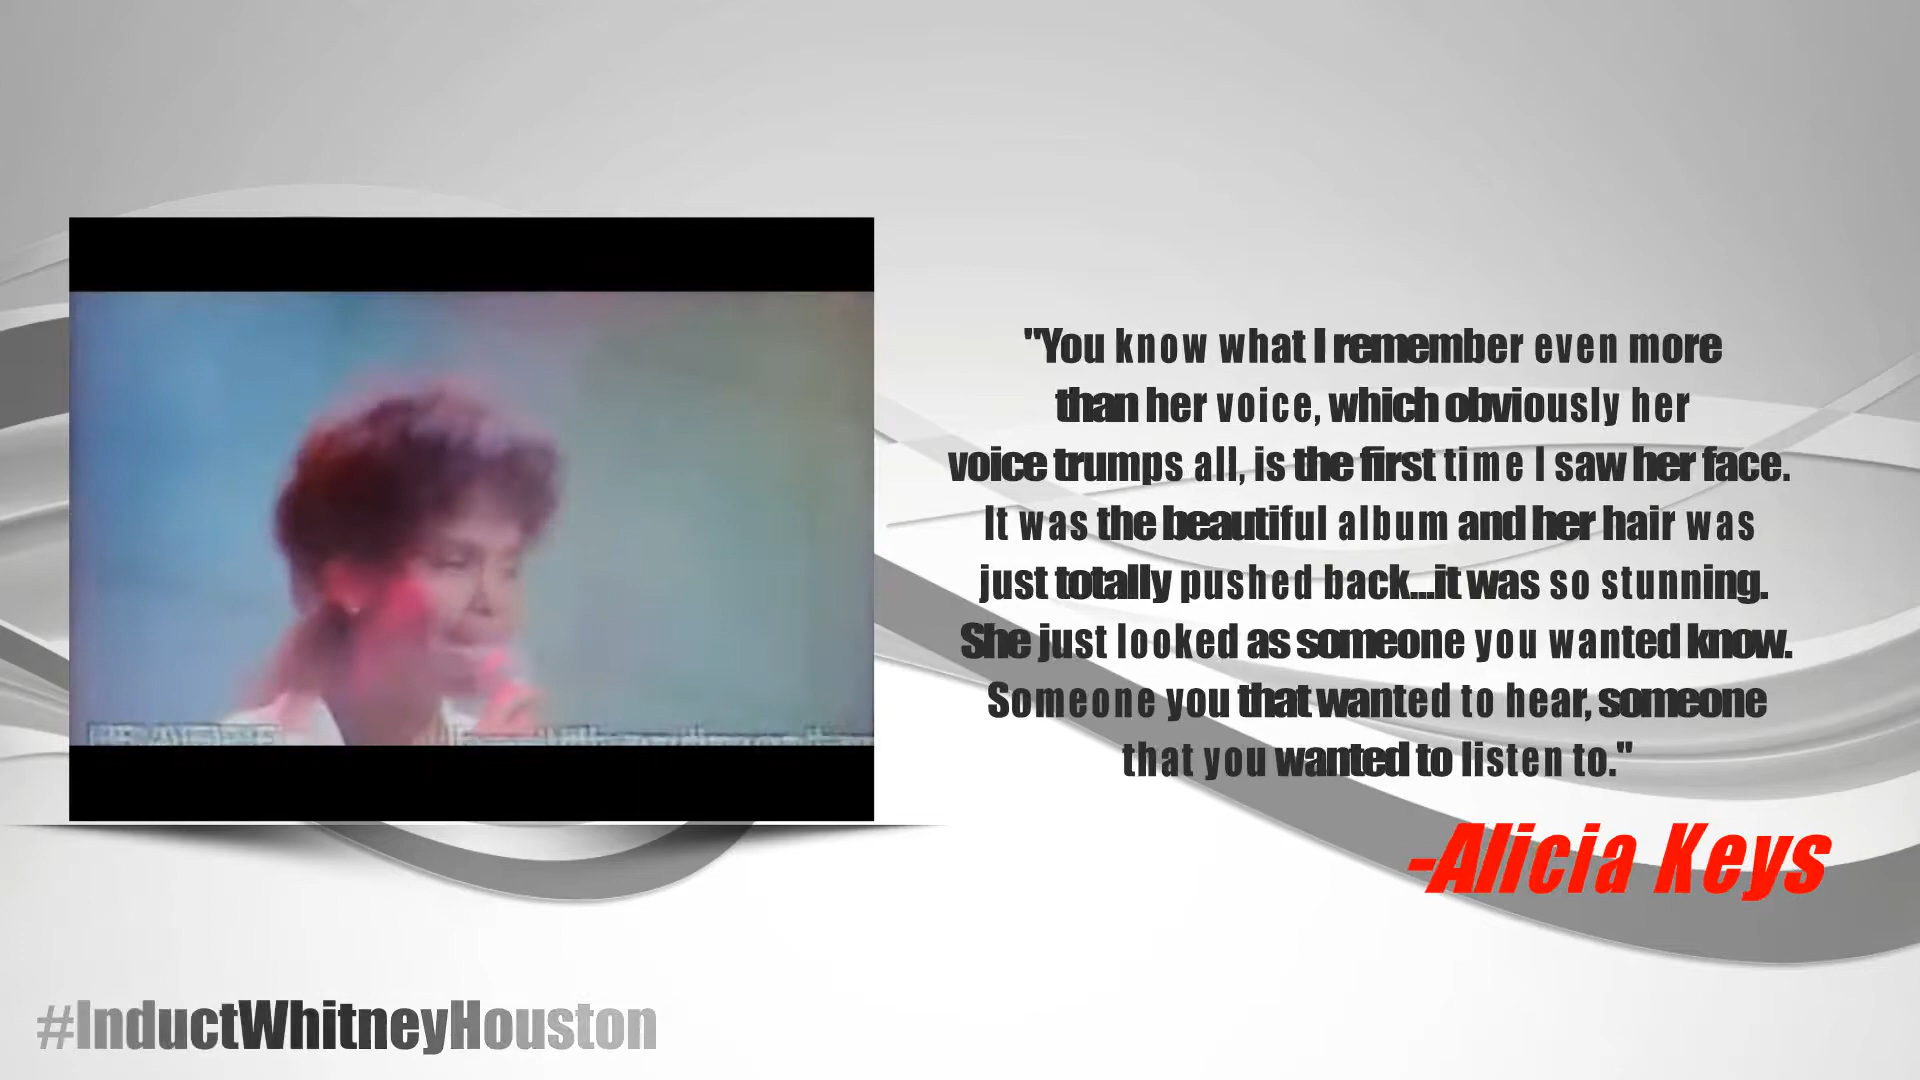 "You know what I remember even more
than her voice, which obviously her
voice trumps all, is the first time I saw her face.
It was the beautiful album and her hair was
just totally pushed back...it was so stunning.
She just looked as someone you wanted know.
Someone you that wanted to hear, someone
that you wanted to listen to."
-Alicia Keys
#InductWhitneyHouston